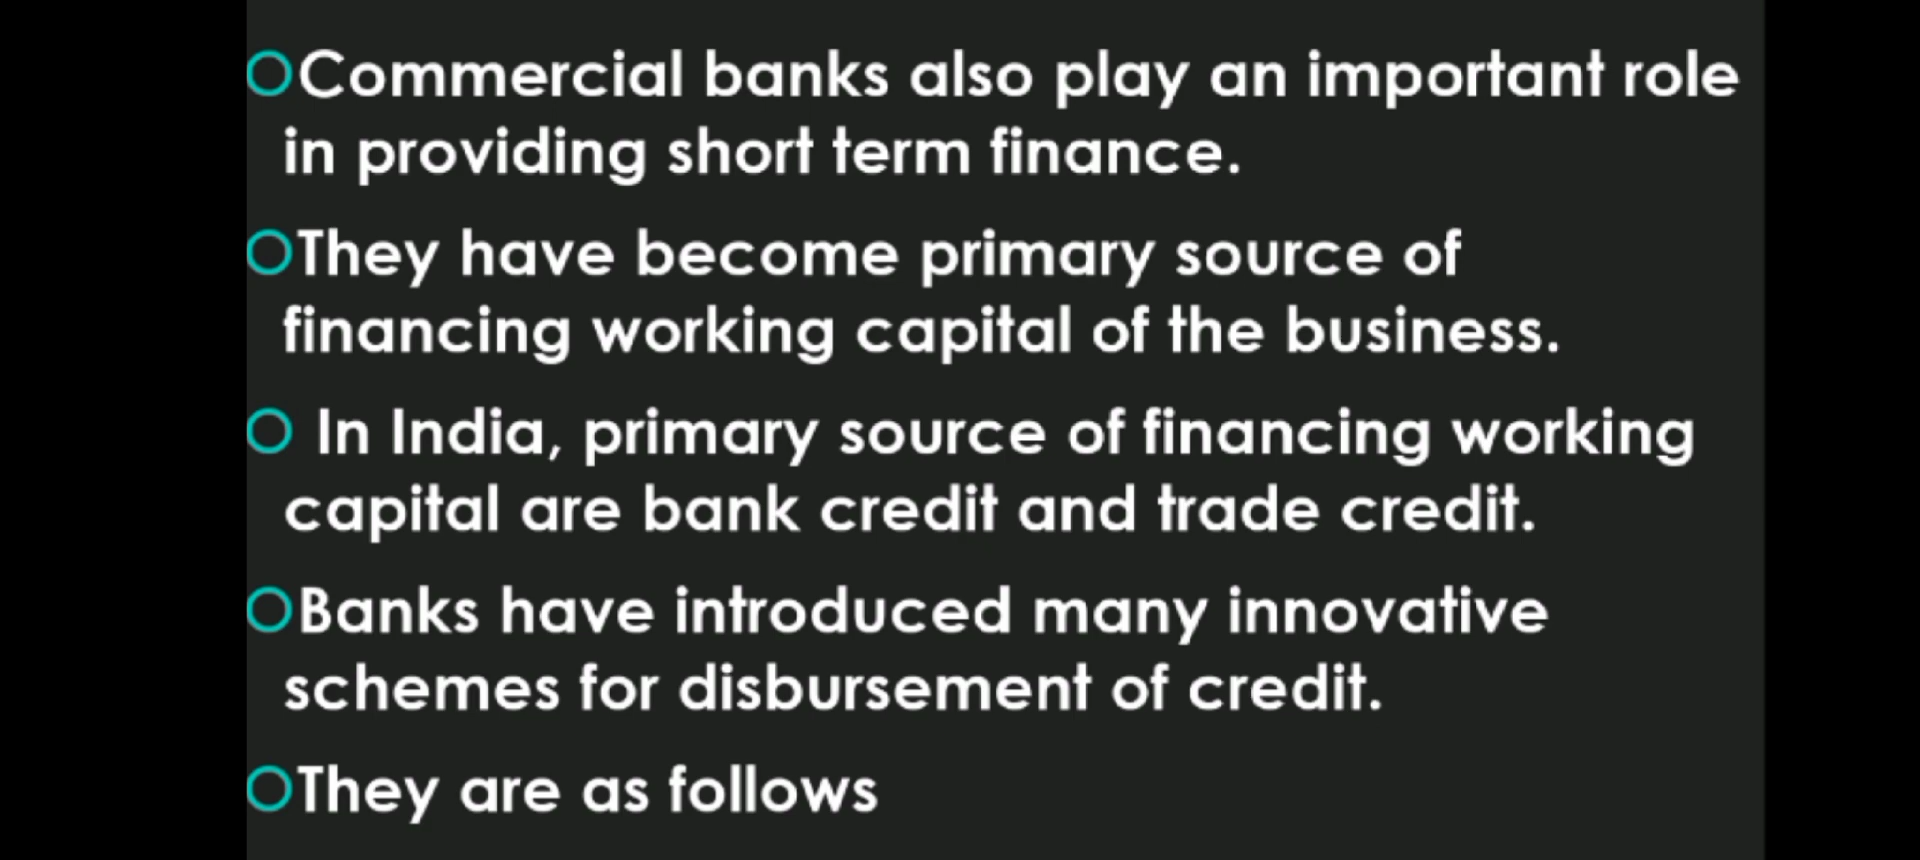 Commercial banks also play an important role
in providing short term finance.
They have become primary source of
financing working capital of the business.
In India, primary source of financing working
capital are bank credit and trade credit.
Banks have introduced many innovative
schemes for disbursement of credit.
They are as follows